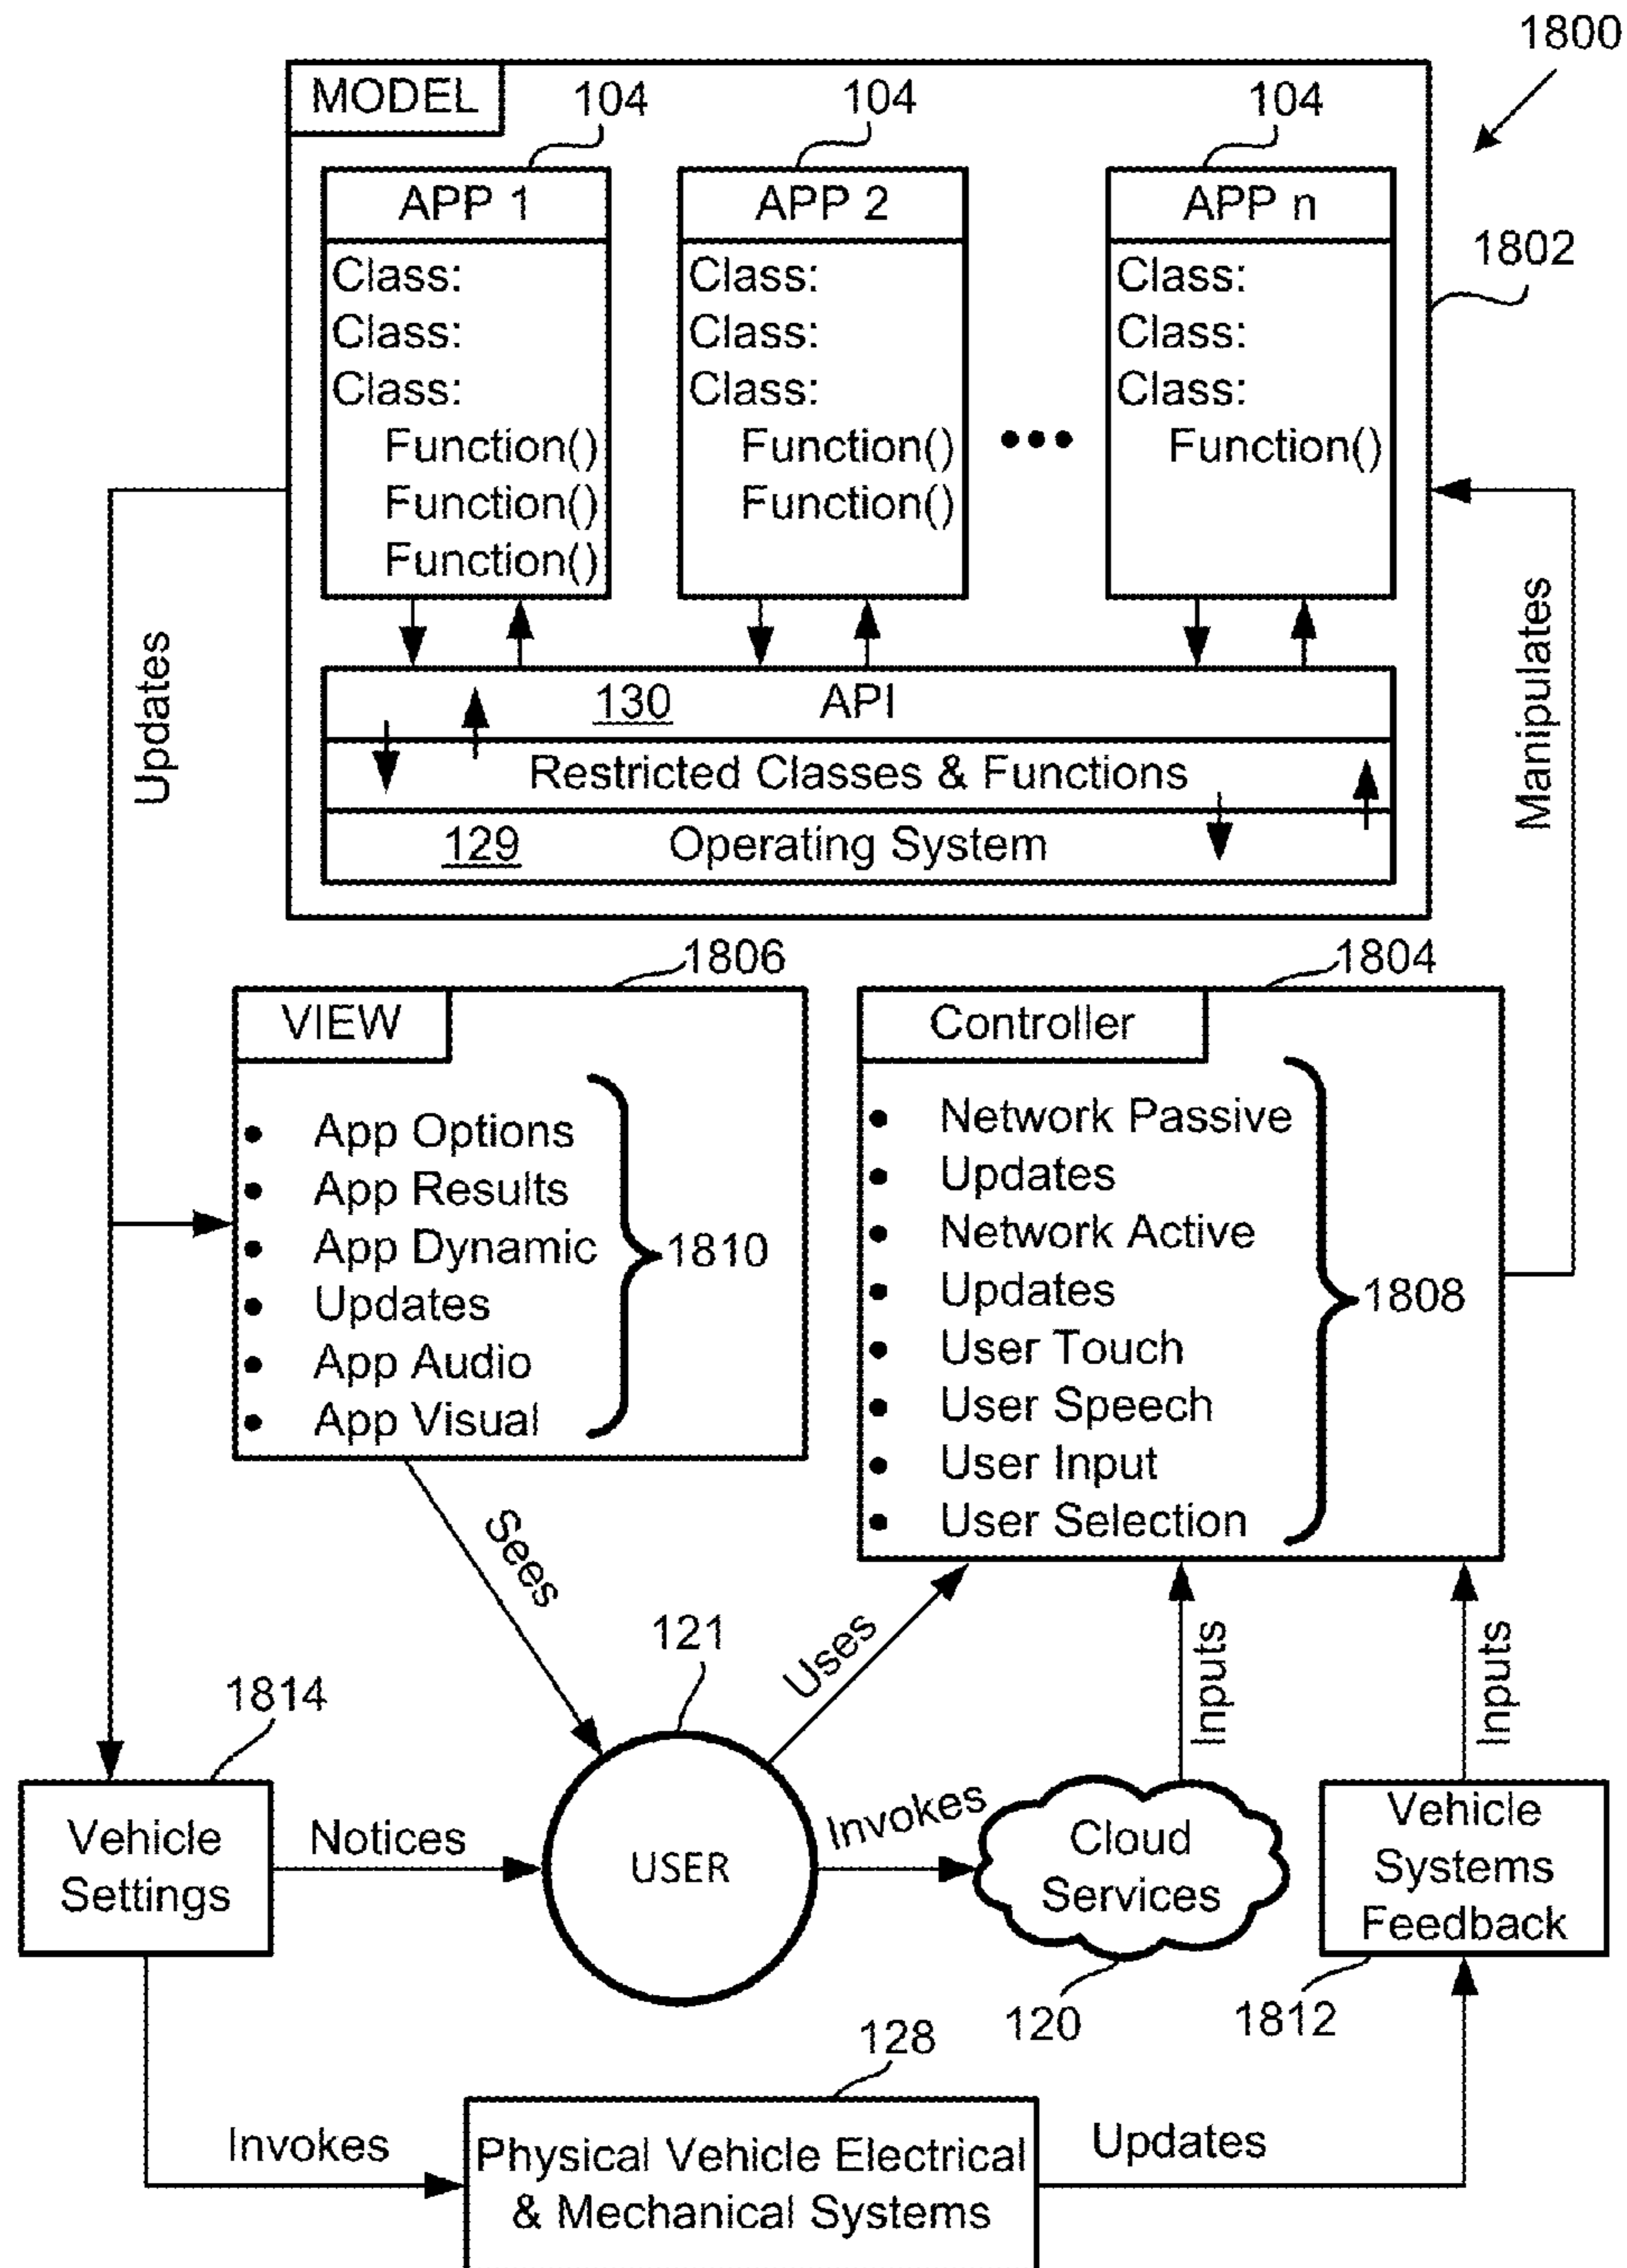 1800
MODEL
104
104
104
1802
APP 1
Class:
Class:
Class:
Function()
Function()
Function()
APP 2
Class:
Class:
Class:
Function()
Function()
•••
APP n
Class:
Class:
Class:
Function()
130 API
Restricted Classes & Functions
129 Operating System
Updates
Manipulates
1806
VIEW
• App Options
• App Results
• App Dynamic
• Updates
• App Audio
• App Visual
1810
1804
Controller
• Network Passive
• Updates
• Network Active
• Updates
• User Touch
• User Speech
• User Input
• User Selection
1808
Sees
Uses
Inputs
Inputs
121
1814
Vehicle
Settings
Notices
USER
Invokes
Cloud
Services
120
Vehicle
Systems
Feedback
1812
128
Invokes
Physical Vehicle Electrical
& Mechanical Systems
Updates